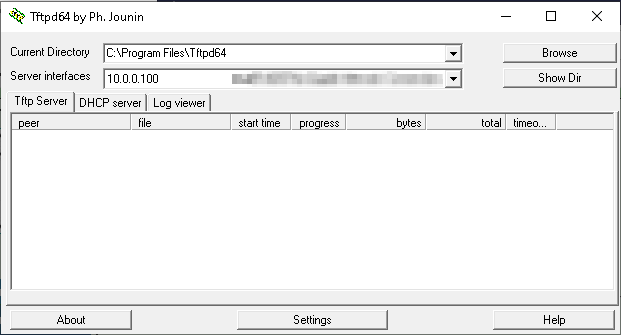 Tftpd64 by Ph. Jounin
Current Directory C:\Program Files\Tftpd64 Browse
Server interfaces 10.0.0.100 Show Dir
Tftp Server DHCP server Log viewer
peer file start time progress bytes total timeo...
About Settings Help